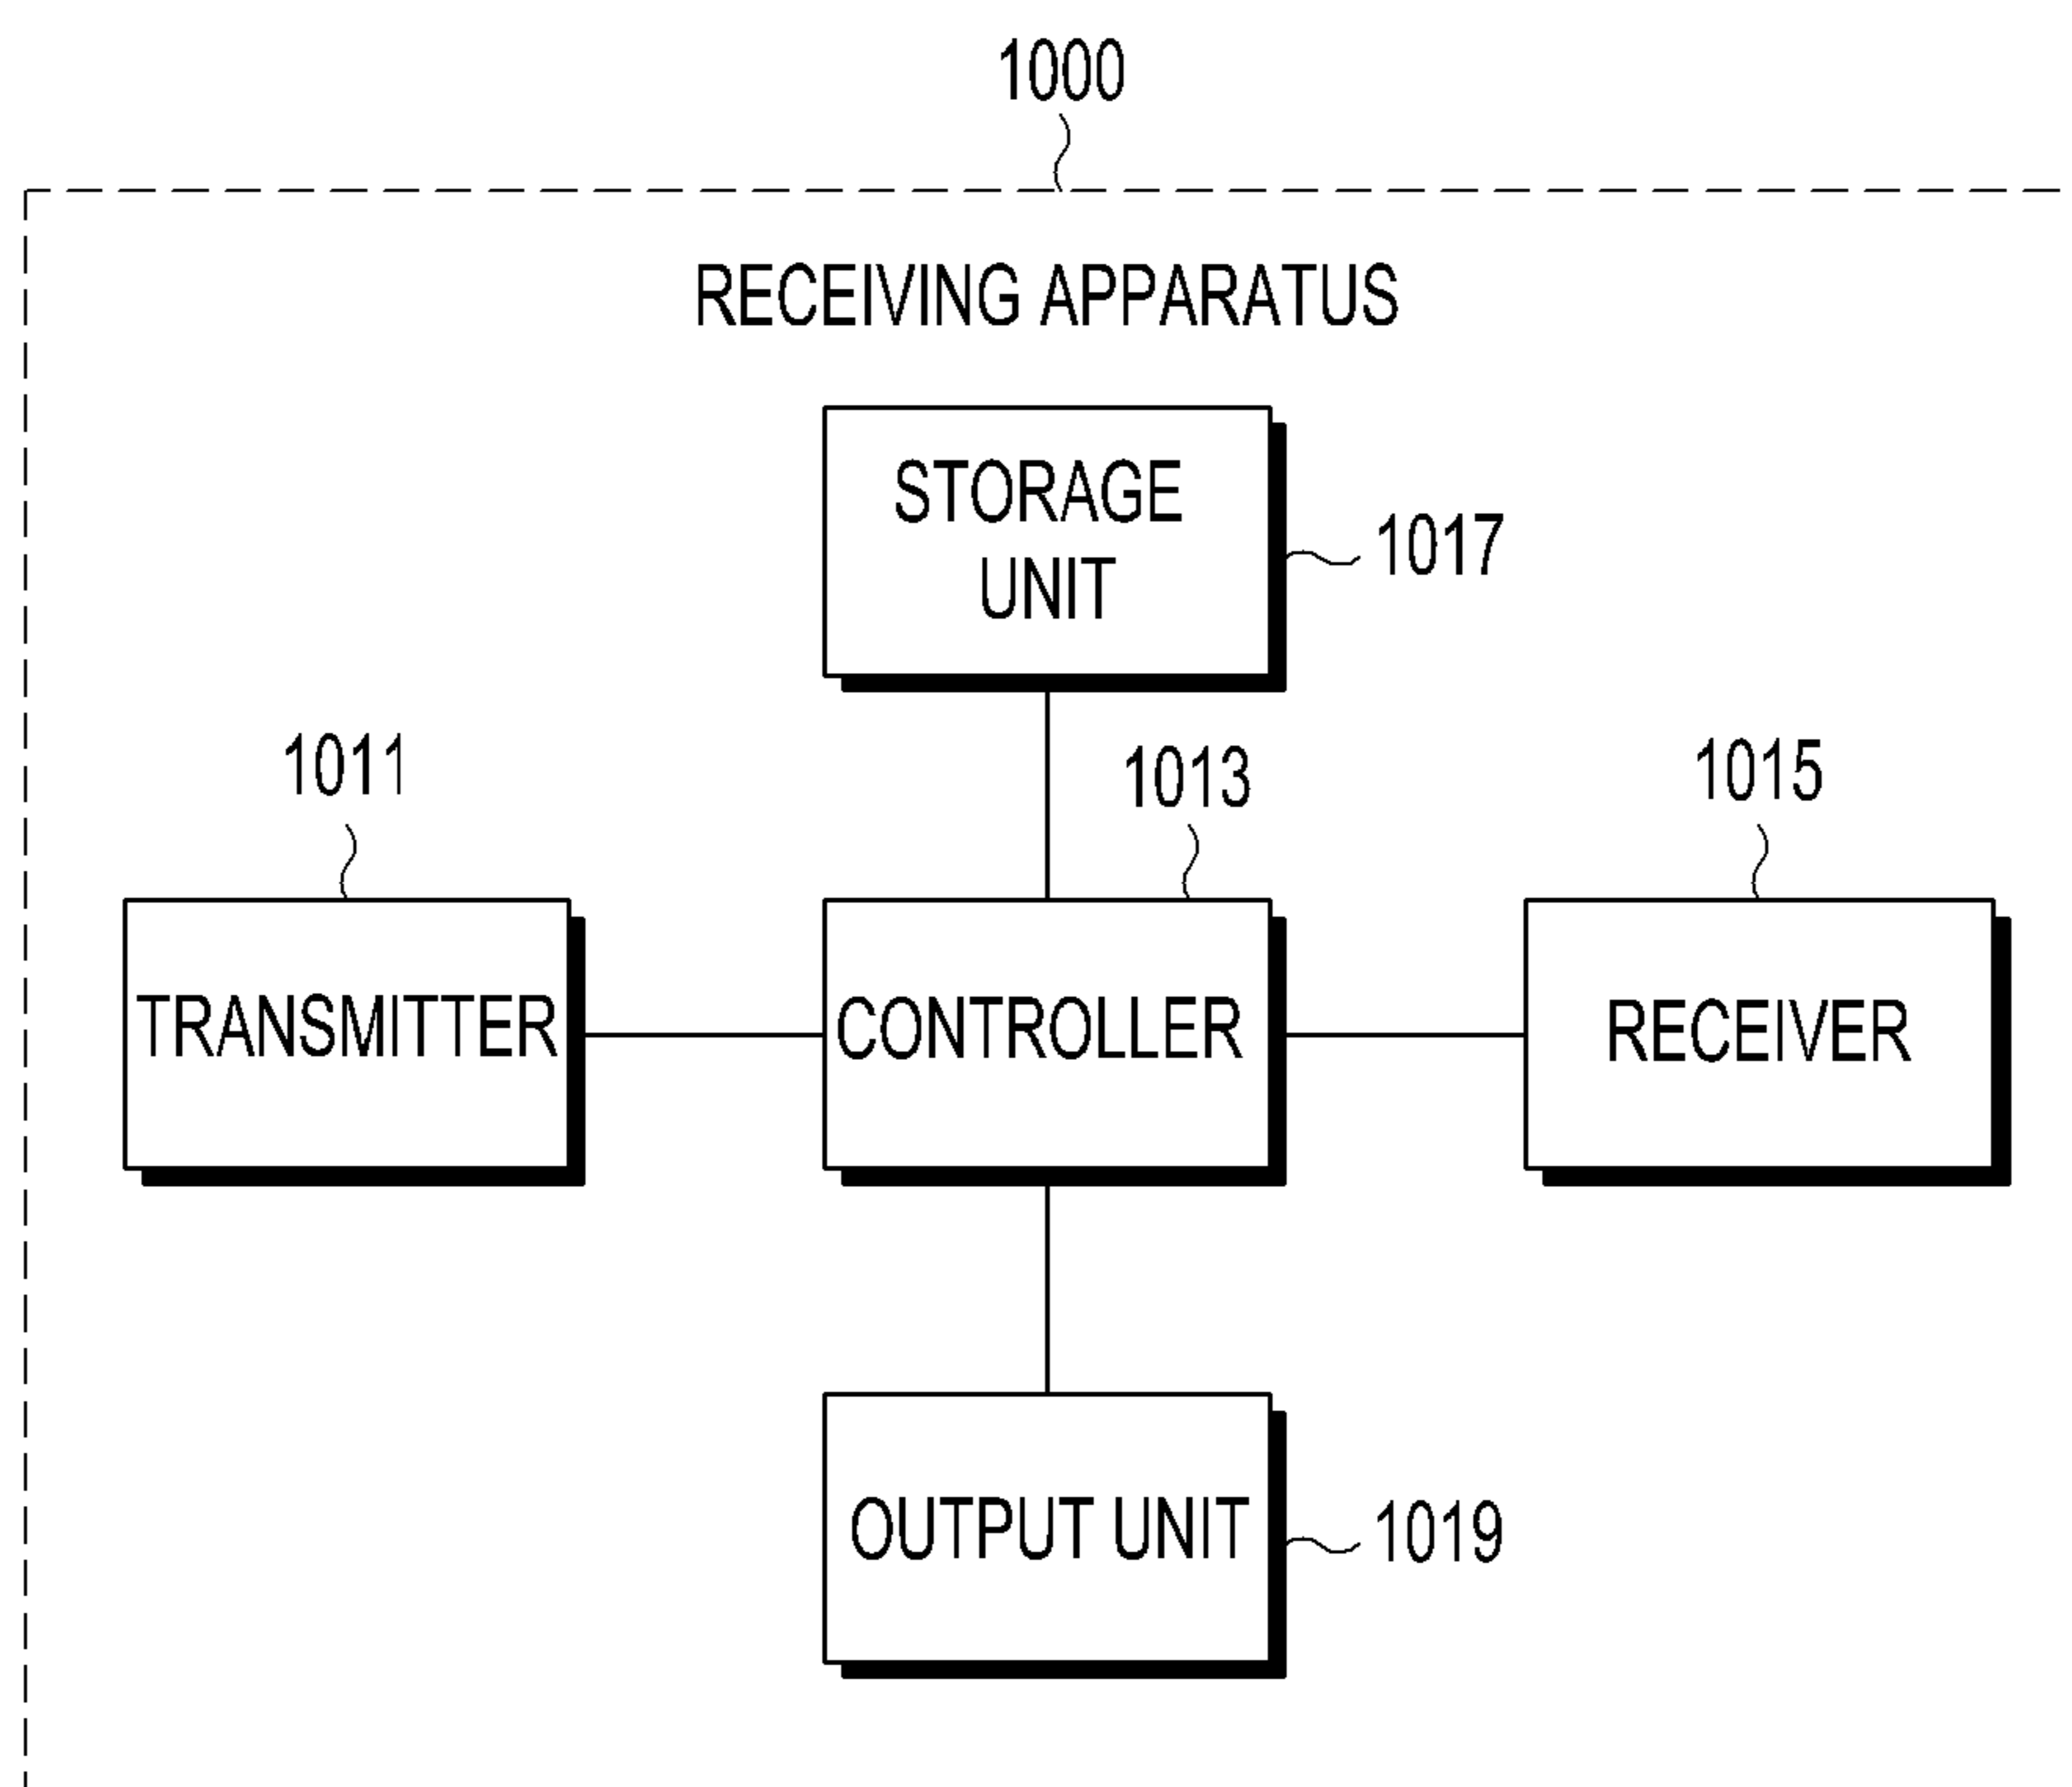 1000
RECEIVING APPARATUS
STORAGE
UNIT
1017
1011
1013
1015
TRANSMITTER
CONTROLLER
RECEIVER
OUTPUT UNIT
1019